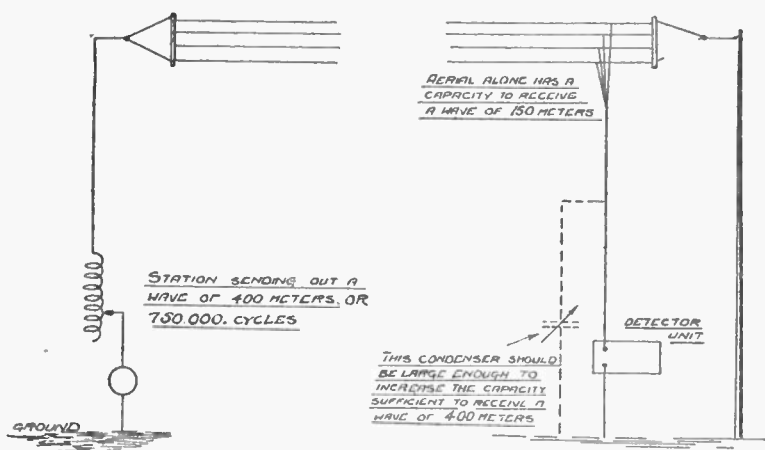 AERIAL ALONE HAS A
CAPACITY TO RECEIVE
A WAVE OF 150 METERS
STATION SENDING OUT A
WAVE OF 400 METERS, OR
750.000. CYCLES
DETECTOR
UNIT
THIS CONDENSER SHOULD
BE LARGE ENOUGH TO
INCREASE THE CAPACITY
SUFFICIENT TO RECEIVE A
WAVE OF 400 METERS
GROUND